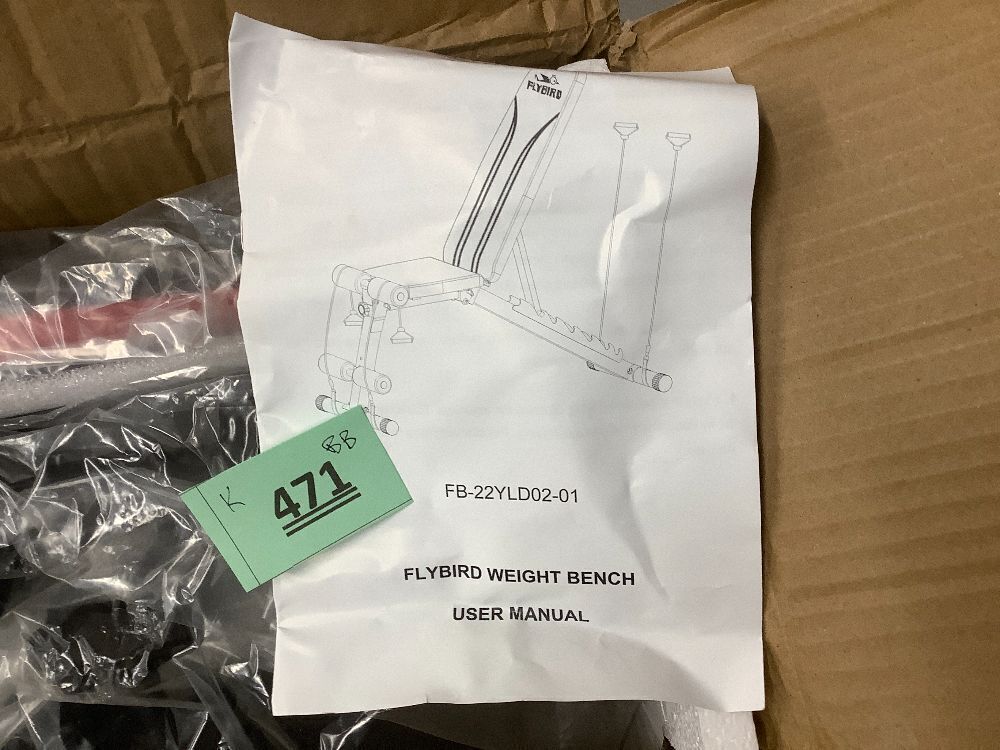 FLYBIRD
K
BB
471
FB-22YLD02-01
FLYBIRD WEIGHT BENCH
USER MANUAL